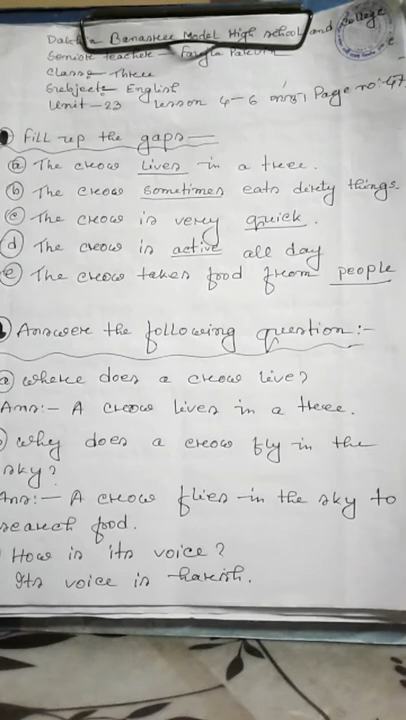 Dakshin Banasree Model High School and College
Seniore teacher - Fargla
Class:- Three
Subject:- English
Unit-23 Lesson 4-6 Page no:-47
Fill up the gaps-
(a) The crow lives in a tree.
(b) The crow sometimes eats dirty things.
(c) The crow is very quick.
(d) The crow is active all day
(e) The crow takes food from people
Answer the following question:-
(a) Where does a crow live?
Ans:- A crow lives in a tree.
Why does a crow fly in the
sky?
Ans:- A crow flies in the sky to
search food.
How is its voice?
Its voice is harsh.